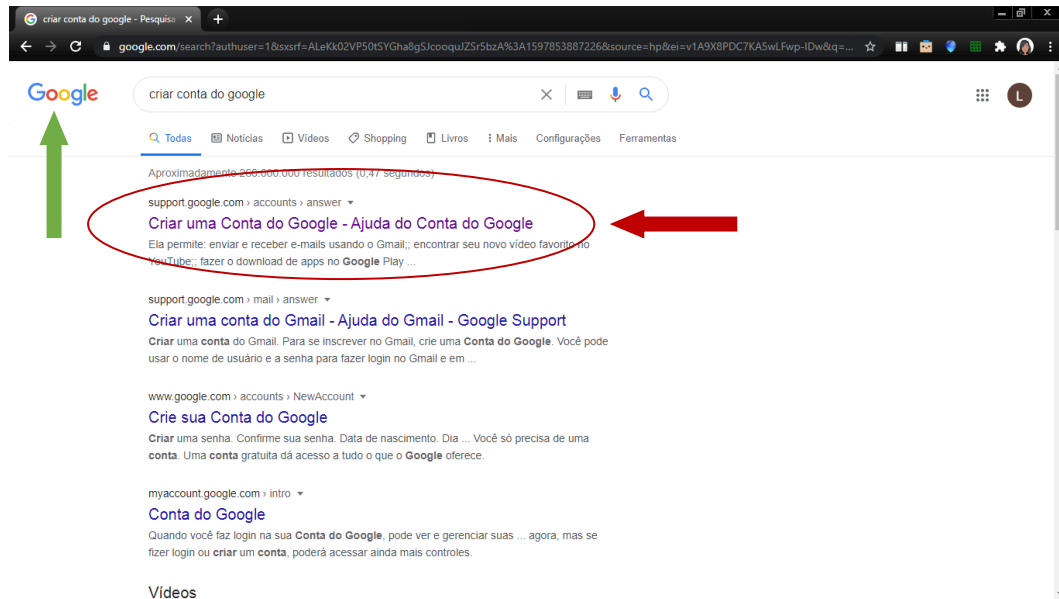 criar conta do google - Pesquisa
google.com/search?authuser=1&sxsrf=ALeKk02VP50tSYGha8gSJcooquJZSr5bzA%3A1597853887226&source=hp&ei=v1A9X8PDC7KA5wLFwp-IDw&q=...
Google
criar conta do google
L
Todas Notícias Vídeos Shopping Livros Mais Configurações Ferramentas
Aproximadamente 266.000.000 resultados (0,47 segundos)
support.google.com › accounts › answer
Criar uma Conta do Google - Ajuda do Conta do Google
Ela permite: enviar e receber e-mails usando o Gmail;; encontrar seu novo vídeo favorito no
YouTube;; fazer o download de apps no Google Play ...
support.google.com › mail › answer
Criar uma conta do Gmail - Ajuda do Gmail - Google Support
Criar uma conta do Gmail. Para se inscrever no Gmail, crie uma Conta do Google. Você pode
usar o nome de usuário e a senha para fazer login no Gmail e em ...
www.google.com › accounts › NewAccount
Crie sua Conta do Google
Criar uma senha. Confirme sua senha. Data de nascimento. Dia ... Você só precisa de uma
conta. Uma conta gratuita dá acesso a tudo o que o Google oferece.
myaccount.google.com › intro
Conta do Google
Quando você faz login na sua Conta do Google, pode ver e gerenciar suas ... agora, mas se
fizer login ou criar um conta, poderá acessar ainda mais controles.
Vídeos